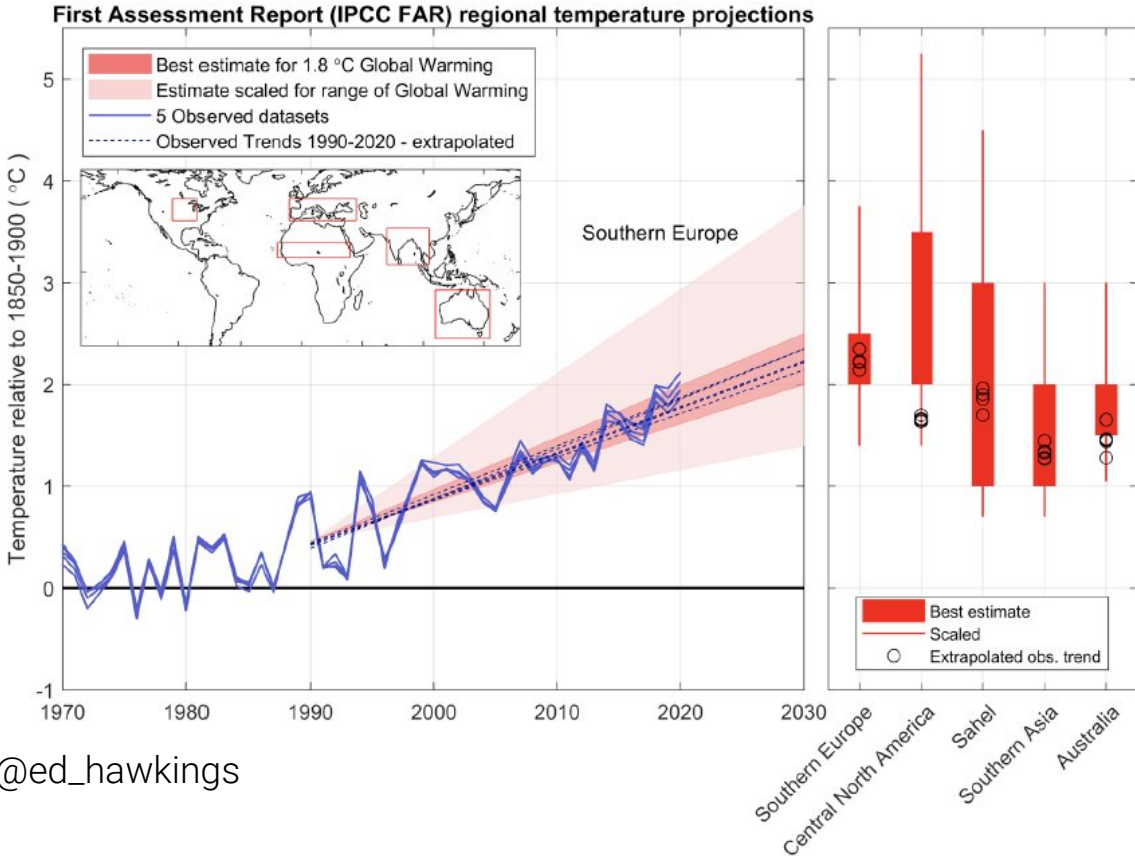 First Assessment Report (IPCC FAR) regional temperature projections
Best estimate for 1.8 °C Global Warming
Estimate scaled for range of Global Warming
5 Observed datasets
Observed Trends 1990-2020 - extrapolated
Temperature relative to 1850-1900 ( °C )
5
4
3
2
1
0
-1
Southern Europe
1970
1980
1990
2000
2010
2020
2030
Best estimate
Scaled
Extrapolated obs. trend
Southern Europe
Central North America
Sahel
Southern Asia
Australia
@ed_hawkings